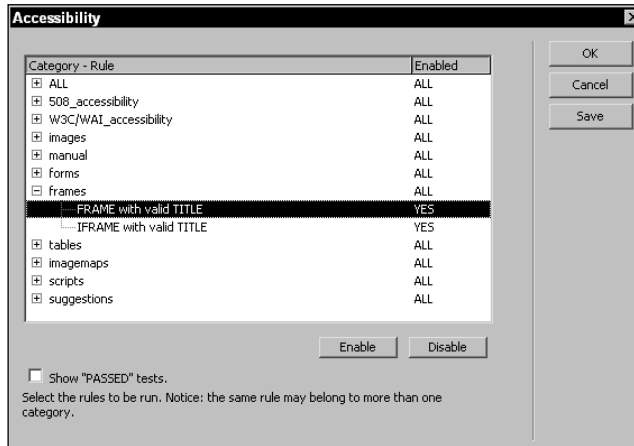 Accessibility
OK
Cancel
Save
Category - Rule Enabled
ALL ALL
508_accessibility ALL
W3C/WAI_accessibility ALL
images ALL
manual ALL
forms ALL
frames ALL
FRAME with valid TITLE YES
IFRAME with valid TITLE YES
tables ALL
imagemaps ALL
scripts ALL
suggestions ALL
Enable Disable
Show "PASSED" tests.
Select the rules to be run. Notice: the same rule may belong to more than one
category.